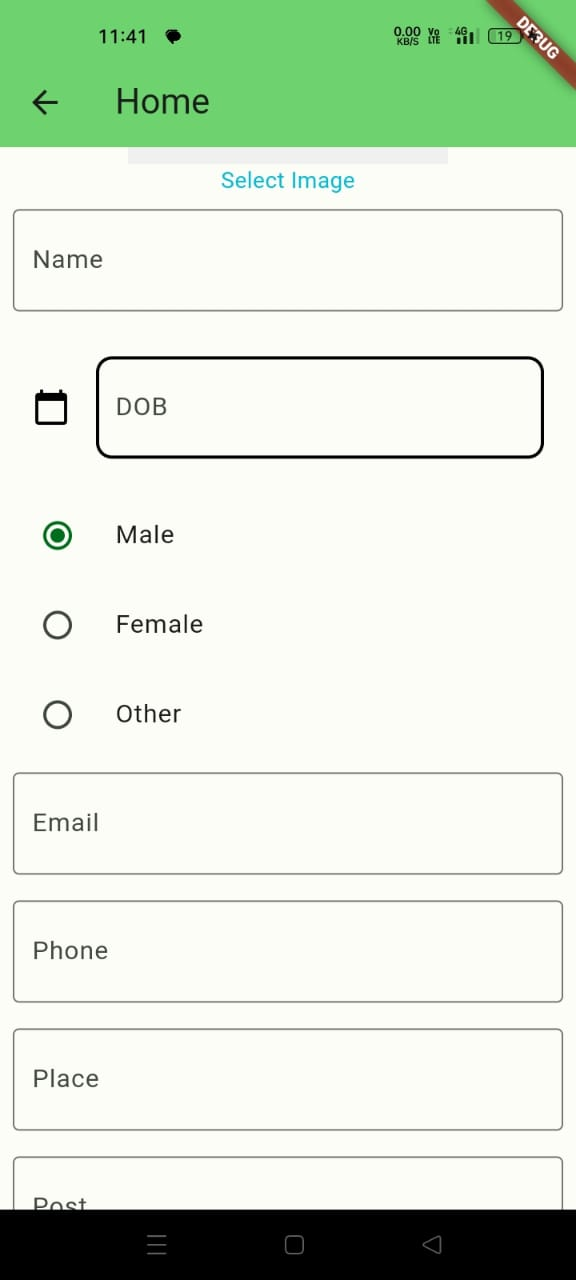 11:41 0.00 KB/S Vo LTE 4G 19
DEBUG
Home
Select Image
Name
DOB
Male
Female
Other
Email
Phone
Place
Post